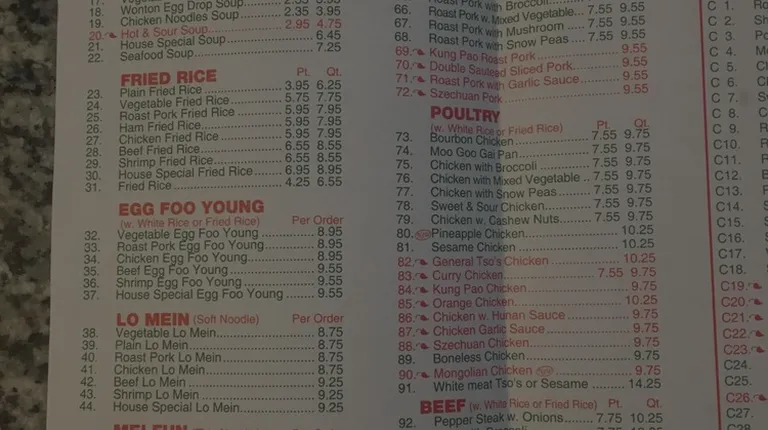 18. Wonton Egg Drop Soup 2.35 3.95
19. Chicken Noodles Soup 2.35 3.95
20. Hot & Sour Soup 2.95 4.75
21. House Special Soup 6.45
22. Seafood Soup 7.25
FRIED RICE Pt. Qt.
23. Plain Fried Rice 3.95 6.25
24. Vegetable Fried Rice 5.75 7.75
25. Roast Pork Fried Rice 5.95 7.95
26. Ham Fried Rice 5.95 7.95
27. Chicken Fried Rice 5.95 7.95
28. Beef Fried Rice 6.55 8.55
29. Shrimp Fried Rice 6.55 8.55
30. House Special Fried Rice 6.95 8.95
31. Fried Rice 4.25 6.55
EGG FOO YOUNG
(w. White Rice or Fried Rice) Per Order
32. Vegetable Egg Foo Young 8.95
33. Roast Pork Egg Foo Young 8.95
34. Chicken Egg Foo Young 8.95
35. Beef Egg Foo Young 9.55
36. Shrimp Egg Foo Young 9.55
37. House Special Egg Foo Young 9.55
LO MEIN (Soft Noodle) Per Order
38. Vegetable Lo Mein 8.75
39. Plain Lo Mein 8.75
40. Roast Pork Lo Mein 8.75
41. Chicken Lo Mein 8.75
42. Beef Lo Mein 9.25
43. Shrimp Lo Mein 9.25
44. House Special Lo Mein 9.25
66. Roast Pork w. Mixed Vegetable 7.55 9.55
67. Roast Pork with Mushroom 7.55 9.55
68. Roast Pork with Snow Peas 7.55 9.55
69. Kung Pao Roast Pork 9.55
70. Double Sauteed Sliced Pork 9.55
71. Roast Pork with Garlic Sauce 9.55
72. Szechuan Pork 9.55
POULTRY
(w. White Rice or Fried Rice) Pt. Qt.
73. Bourbon Chicken 7.55 9.75
74. Moo Goo Gai Pan 7.55 9.75
75. Chicken with Broccoli 7.55 9.75
76. Chicken with Mixed Vegetable 7.55 9.75
77. Chicken with Snow Peas 7.55 9.75
78. Sweet & Sour Chicken 7.55 9.75
79. Chicken w. Cashew Nuts 7.55 9.75
80. Pineapple Chicken 10.25
81. Sesame Chicken 10.25
82. General Tso's Chicken 10.25
83. Curry Chicken 7.55 9.75
84. Kung Pao Chicken 9.75
85. Orange Chicken 10.25
86. Chicken w. Hunan Sauce 9.75
87. Chicken Garlic Sauce 9.75
88. Szechuan Chicken 9.75
89. Boneless Chicken 9.75
90. Mongolian Chicken 9.75
91. White meat Tso's or Sesame 14.25
BEEF (w. White Rice or Fried Rice) Pt. Qt.
92. Pepper Steak w. Onions 7.75 10.25
C 1.
C 2.
C 3.
C 4.
C 5.
C 6.
C 7.
C 8.
C 9.
C10.
C11.
C12.
C13.
C14.
C15.
C16.
C17.
C18.
C19.
C20.
C21.
C22.
C23.
C24.
C25.
C26.
C27.